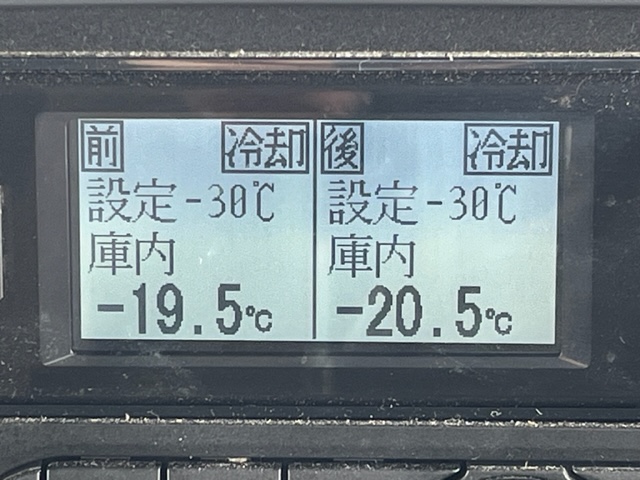 前 冷却
設定-30℃
庫内
-19.5℃
後 冷却
設定-30℃
庫内
-20.5℃